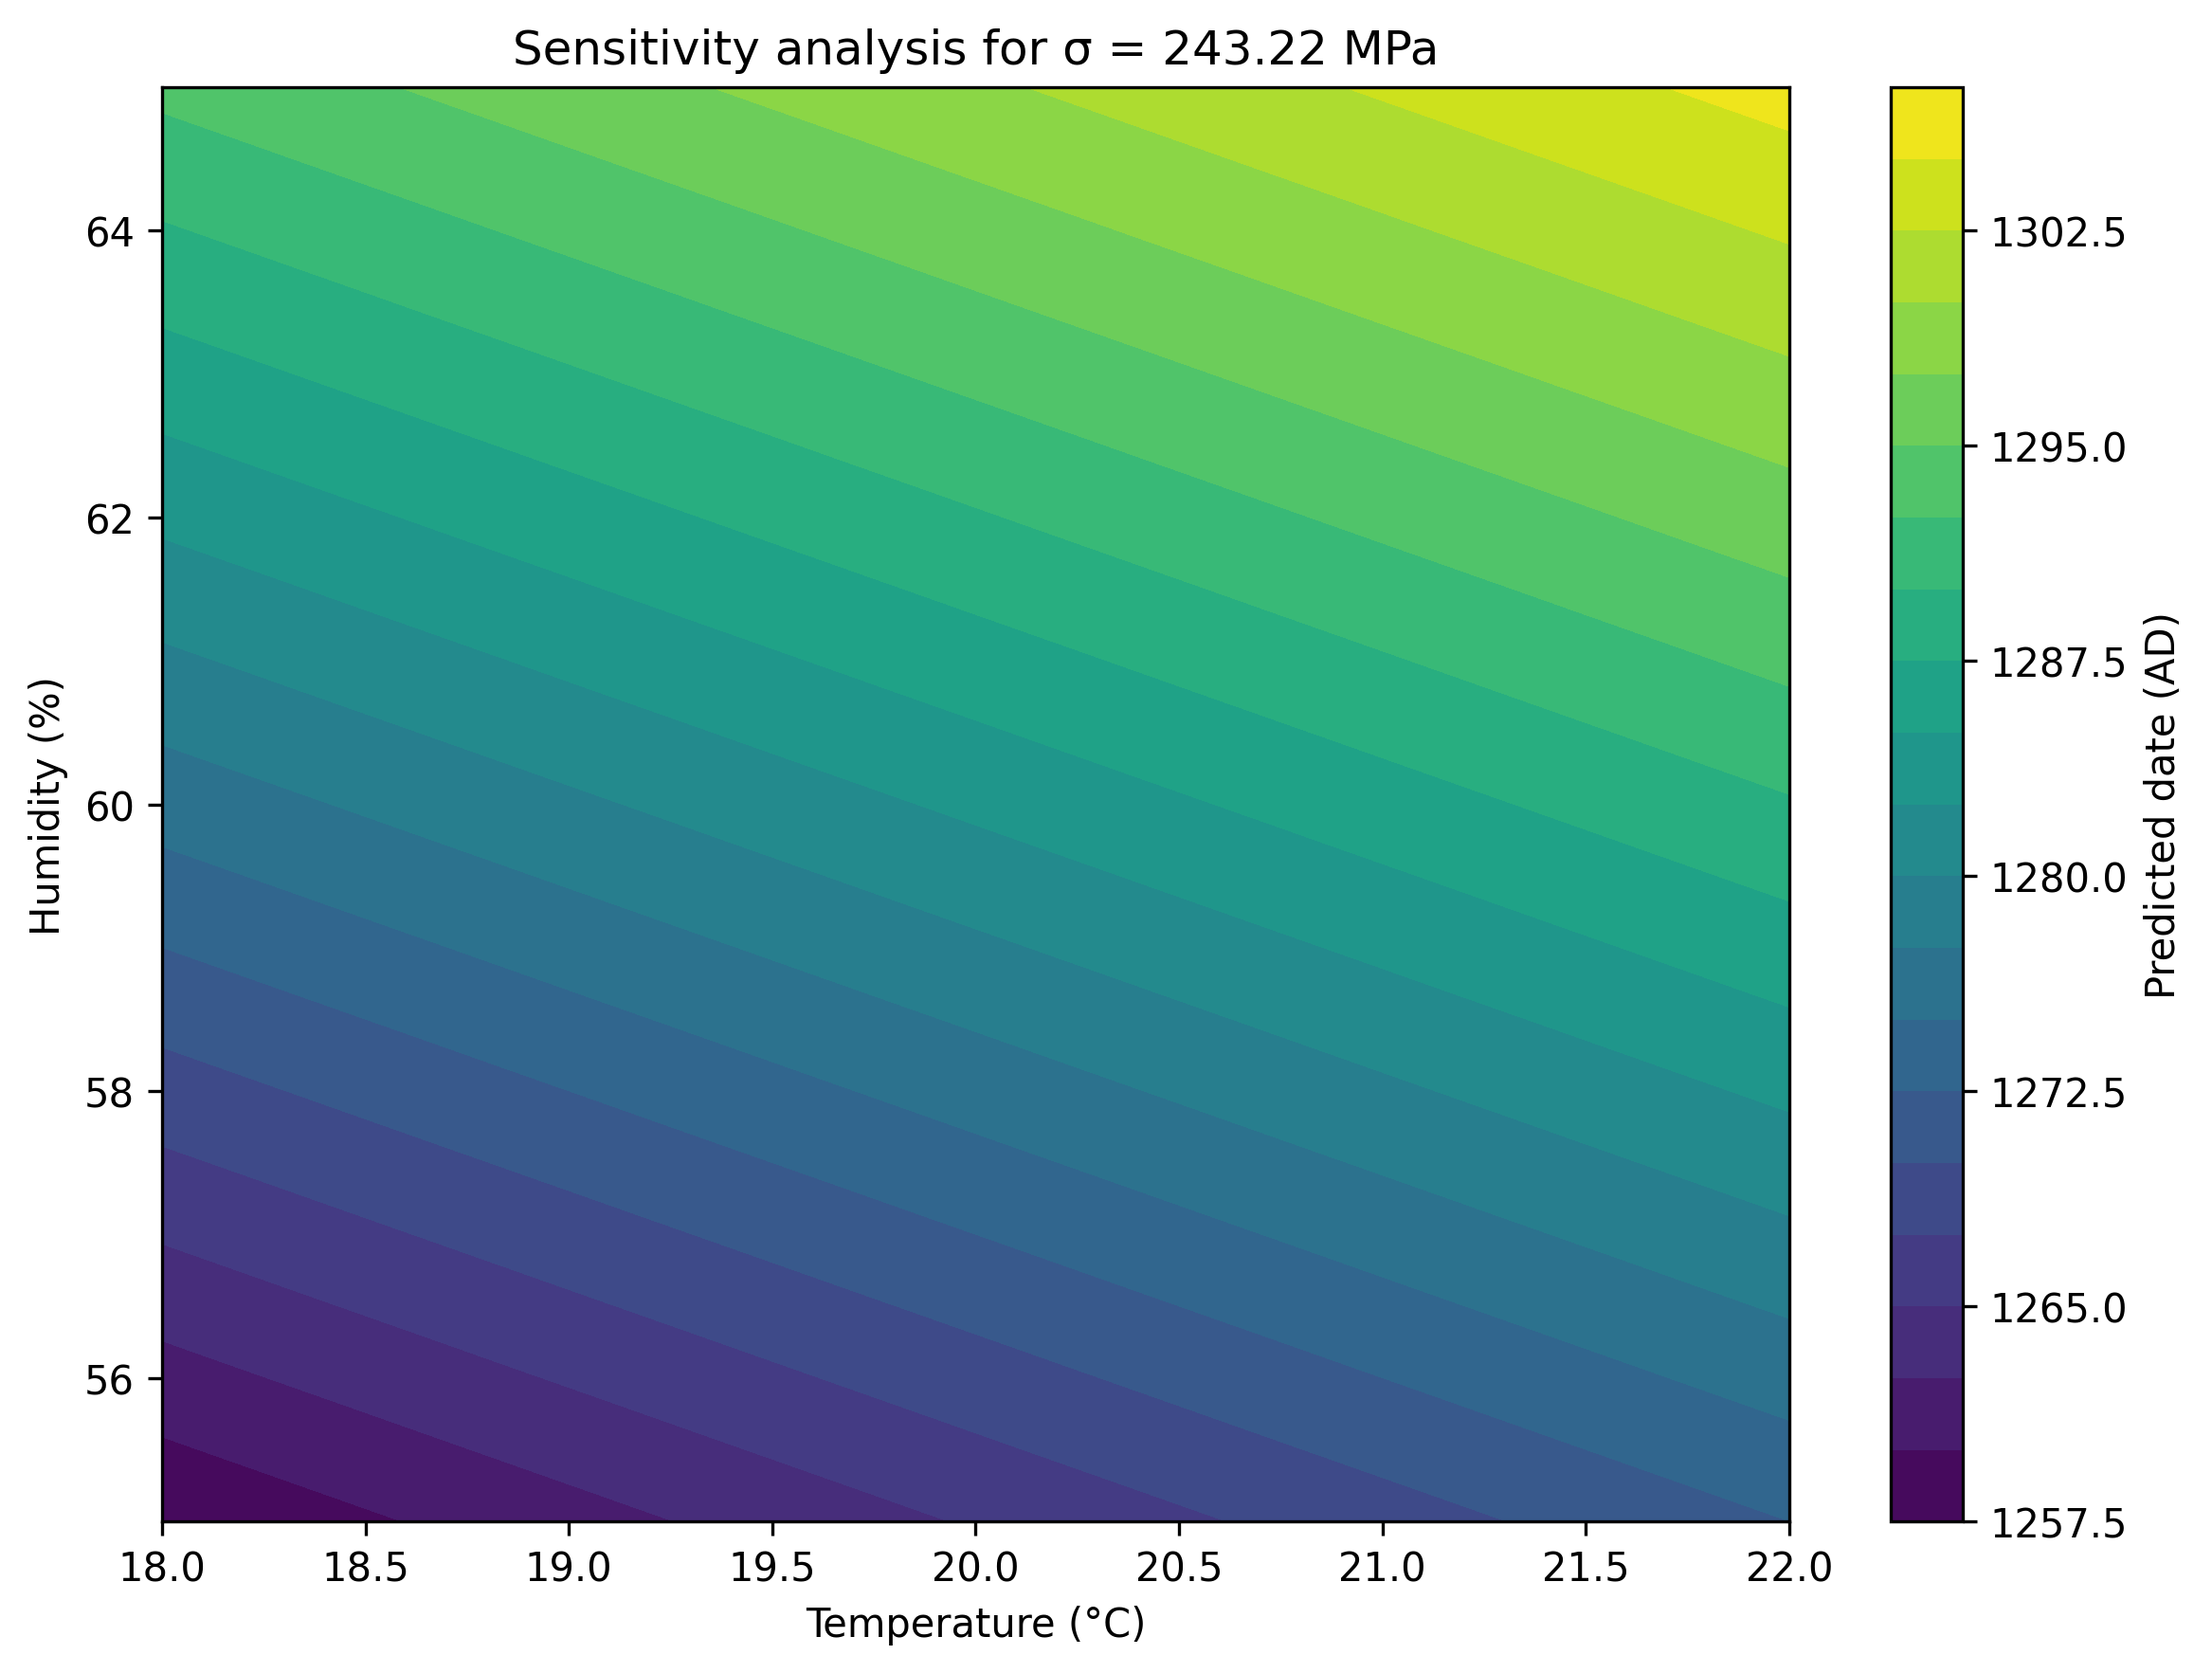 Sensitivity analysis for σ = 243.22 MPa
Humidity (%)
64
62
60
58
56
18.0 18.5 19.0 19.5 20.0 20.5 21.0 21.5 22.0
Temperature (°C)
1302.5
1295.0
1287.5
1280.0
1272.5
1265.0
1257.5
Predicted date (AD)